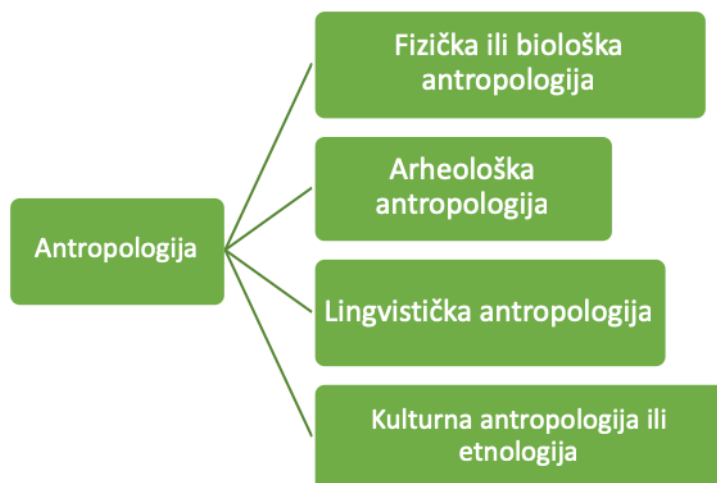 Antropologija
Fizička ili biološka
antropologija
Arheološka
antropologija
Lingvistička antropologija
Kulturna antropologija ili
etnologija